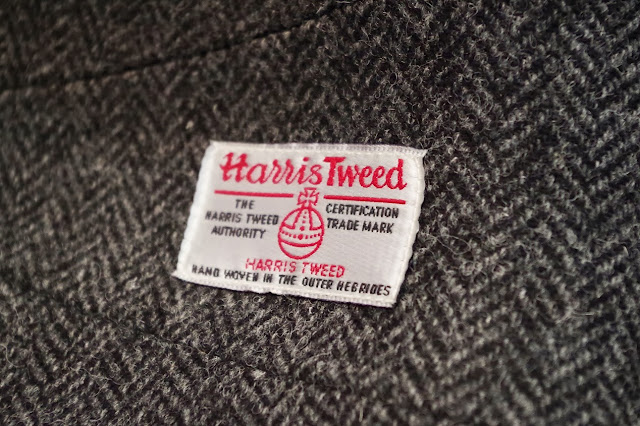 Harris Tweed
THE
HARRIS TWEED
AUTHORITY
CERTIFICATION
TRADE MARK
HARRIS TWEED
HAND WOVEN IN THE OUTER HEBRIDES